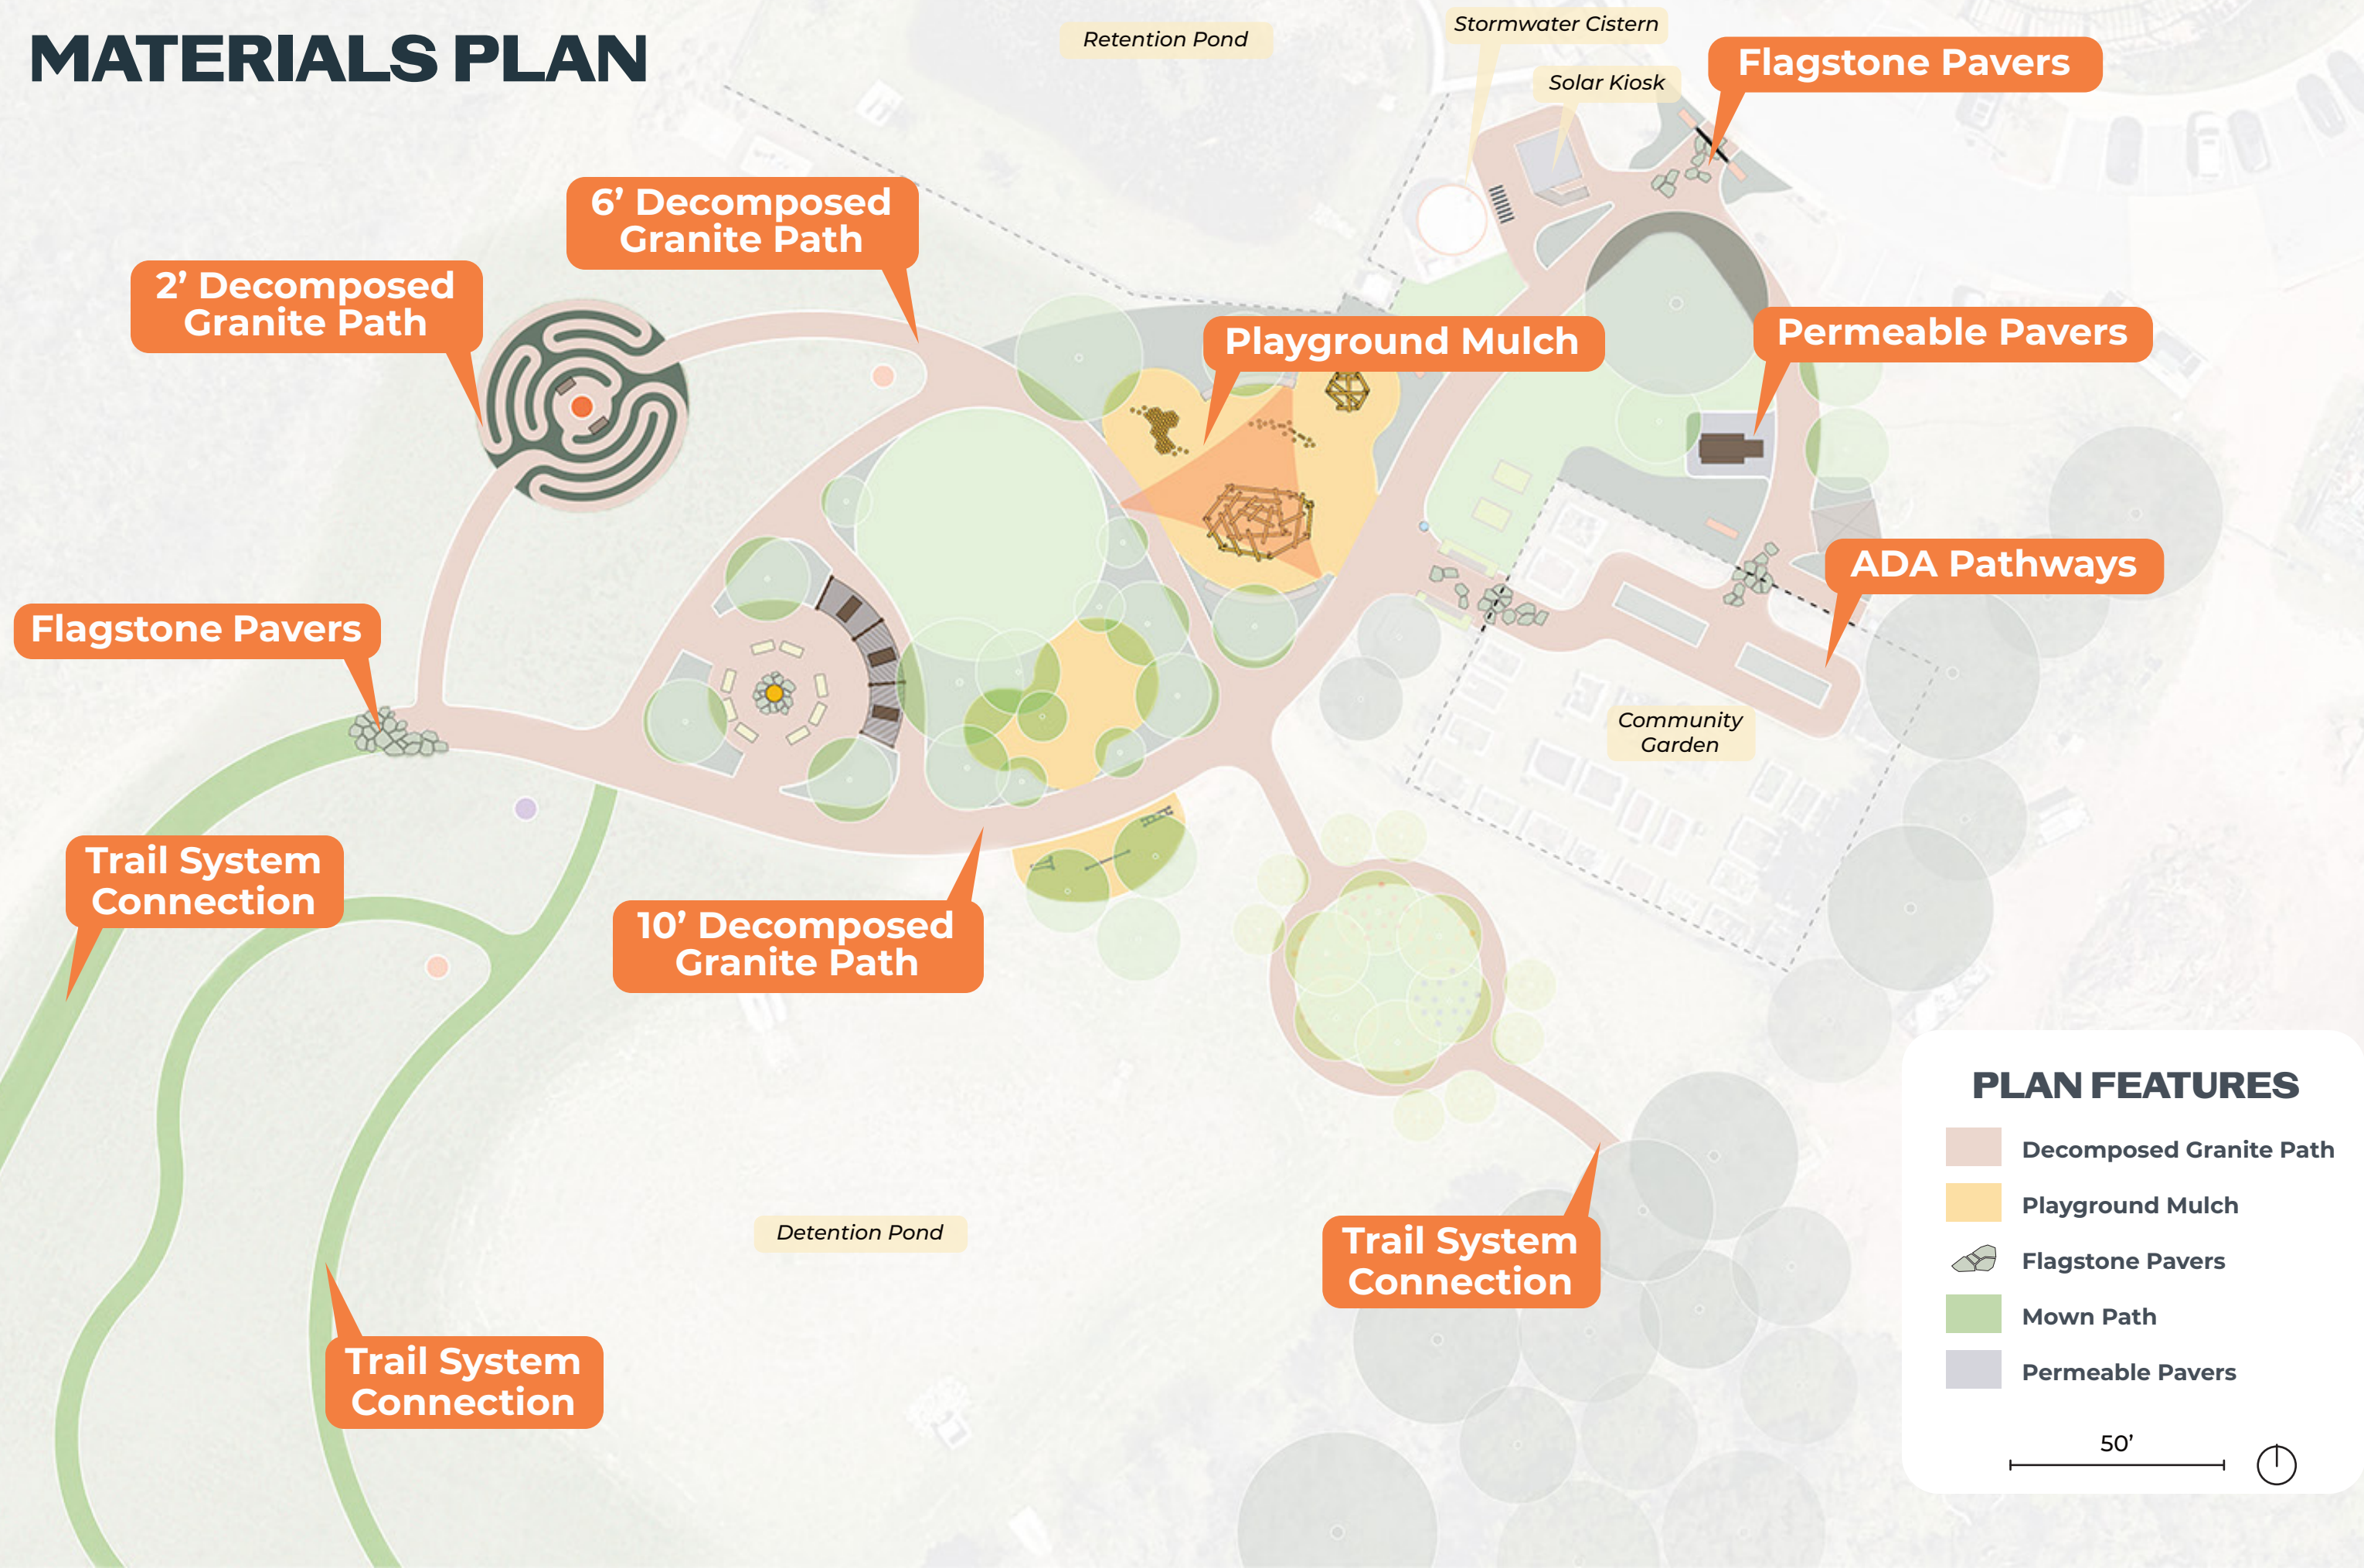 MATERIALS PLAN
Retention Pond
Stormwater Cistern
Solar Kiosk
Flagstone Pavers
6’ Decomposed
Granite Path
2’ Decomposed
Granite Path
Playground Mulch
Permeable Pavers
ADA Pathways
Flagstone Pavers
Community
Garden
Trail System
Connection
10’ Decomposed
Granite Path
Detention Pond
Trail System
Connection
Trail System
Connection
PLAN FEATURES
Decomposed Granite Path
Playground Mulch
Flagstone Pavers
Mown Path
Permeable Pavers
50’